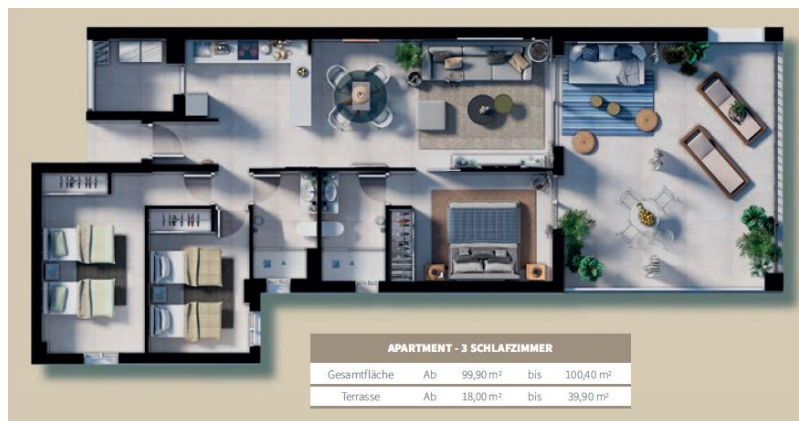 APARTMENT - 3 SCHLAFZIMMER
Gesamtfläche Ab 99,90 m² bis 100,40 m²
Terrasse Ab 18,00 m² bis 39,90 m²